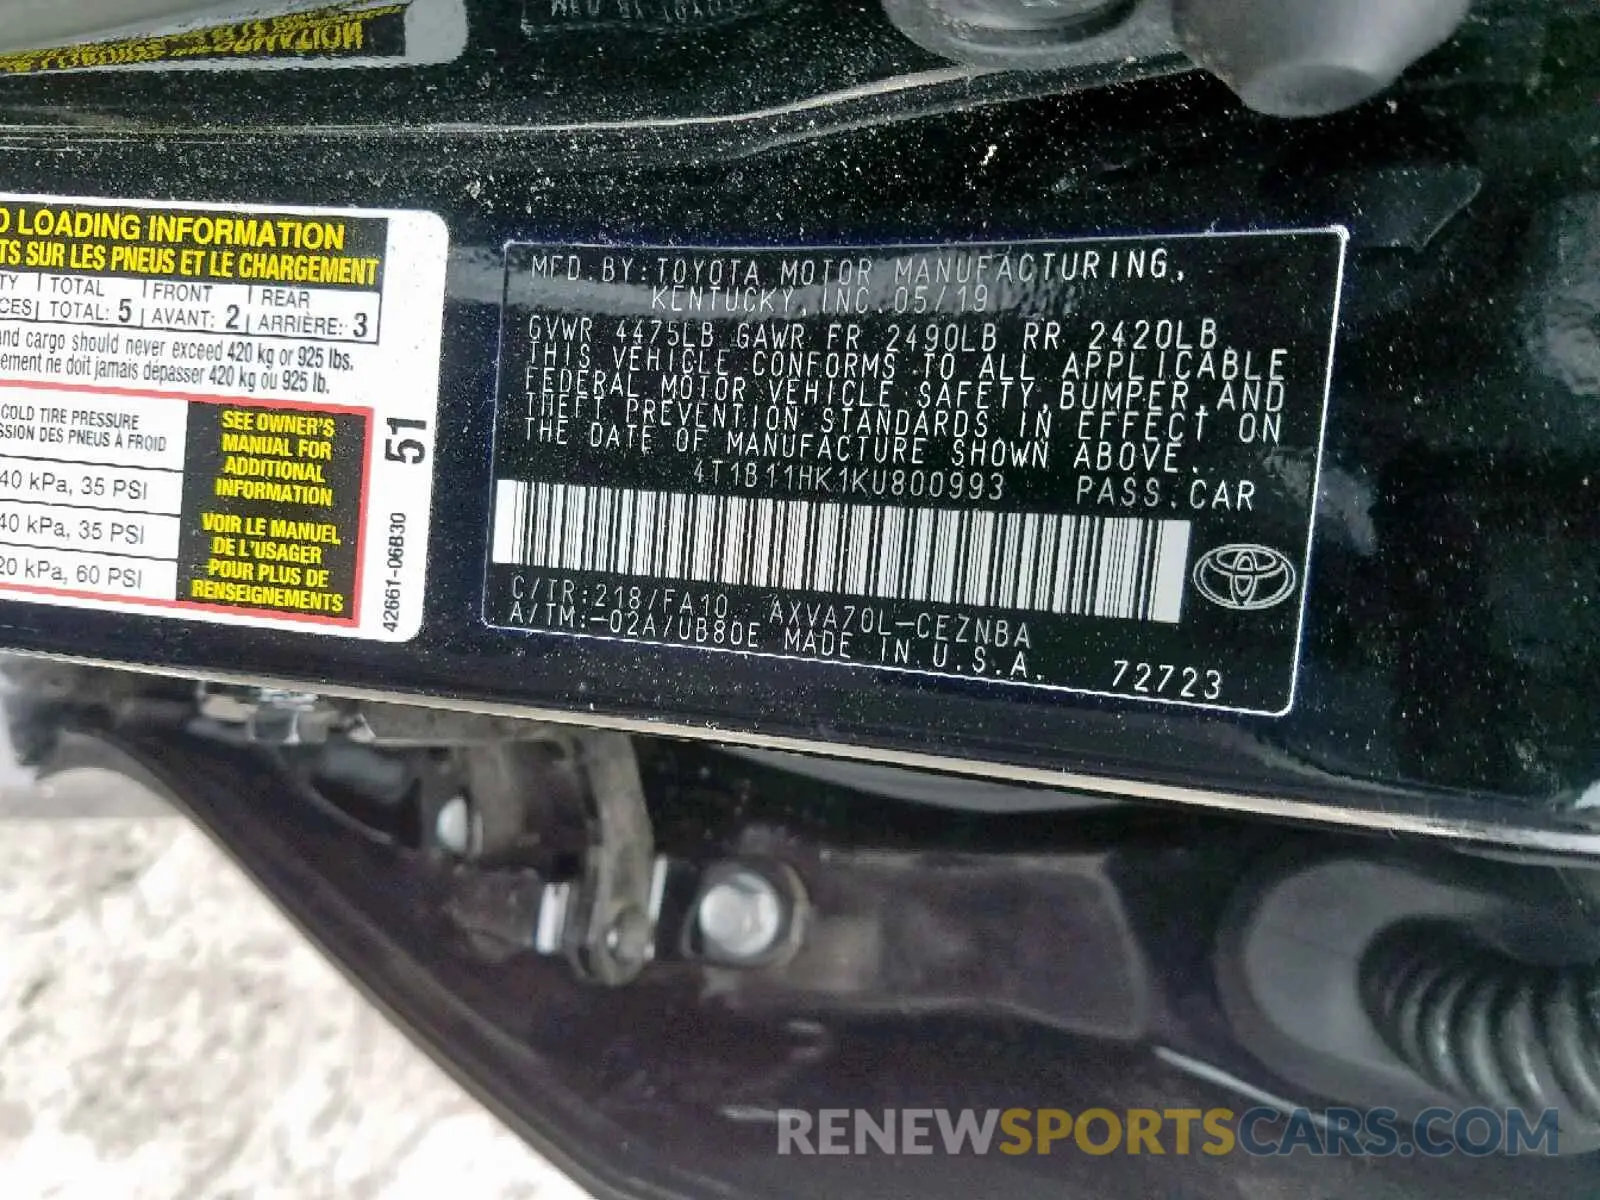 CAUTION
O LOADING INFORMATION
TS SUR LES PNEUS ET LE CHARGEMENT
TY | TOTAL | FRONT | REAR
CES| TOTAL: 5 | AVANT: 2 | ARRIÈRE: 3
and cargo should never exceed 420 kg or 925 lbs.
ement ne doit jamais dépasser 420 kg ou 925 lb.
COLD TIRE PRESSURE
SSION DES PNEUS À FROID
40 kPa, 35 PSI
40 kPa, 35 PSI
20 kPa, 60 PSI
SEE OWNER'S
MANUAL FOR
ADDITIONAL
INFORMATION
VOIR LE MANUEL
DE L'USAGER
POUR PLUS DE
RENSEIGNEMENTS
51
42661-06B30
MFD.BY:TOYOTA MOTOR MANUFACTURING,
KENTUCKY,INC.05/19
GVWR 4475LB GAWR FR 2490LB RR 2420LB
THIS VEHICLE CONFORMS TO ALL APPLICABLE
FEDERAL MOTOR VEHICLE SAFETY,BUMPER,AND
THEFT PREVENTION STANDARDS IN EFFECT ON
THE DATE OF MANUFACTURE SHOWN ABOVE.
4T1B11HK1KU800993 PASS.CAR
C/TR:218/FA10 AXVA70L-CEZNBA
A/TM:-02A/UB80E MADE IN U.S.A.
72723
RENEWSPORTSCARS.COM